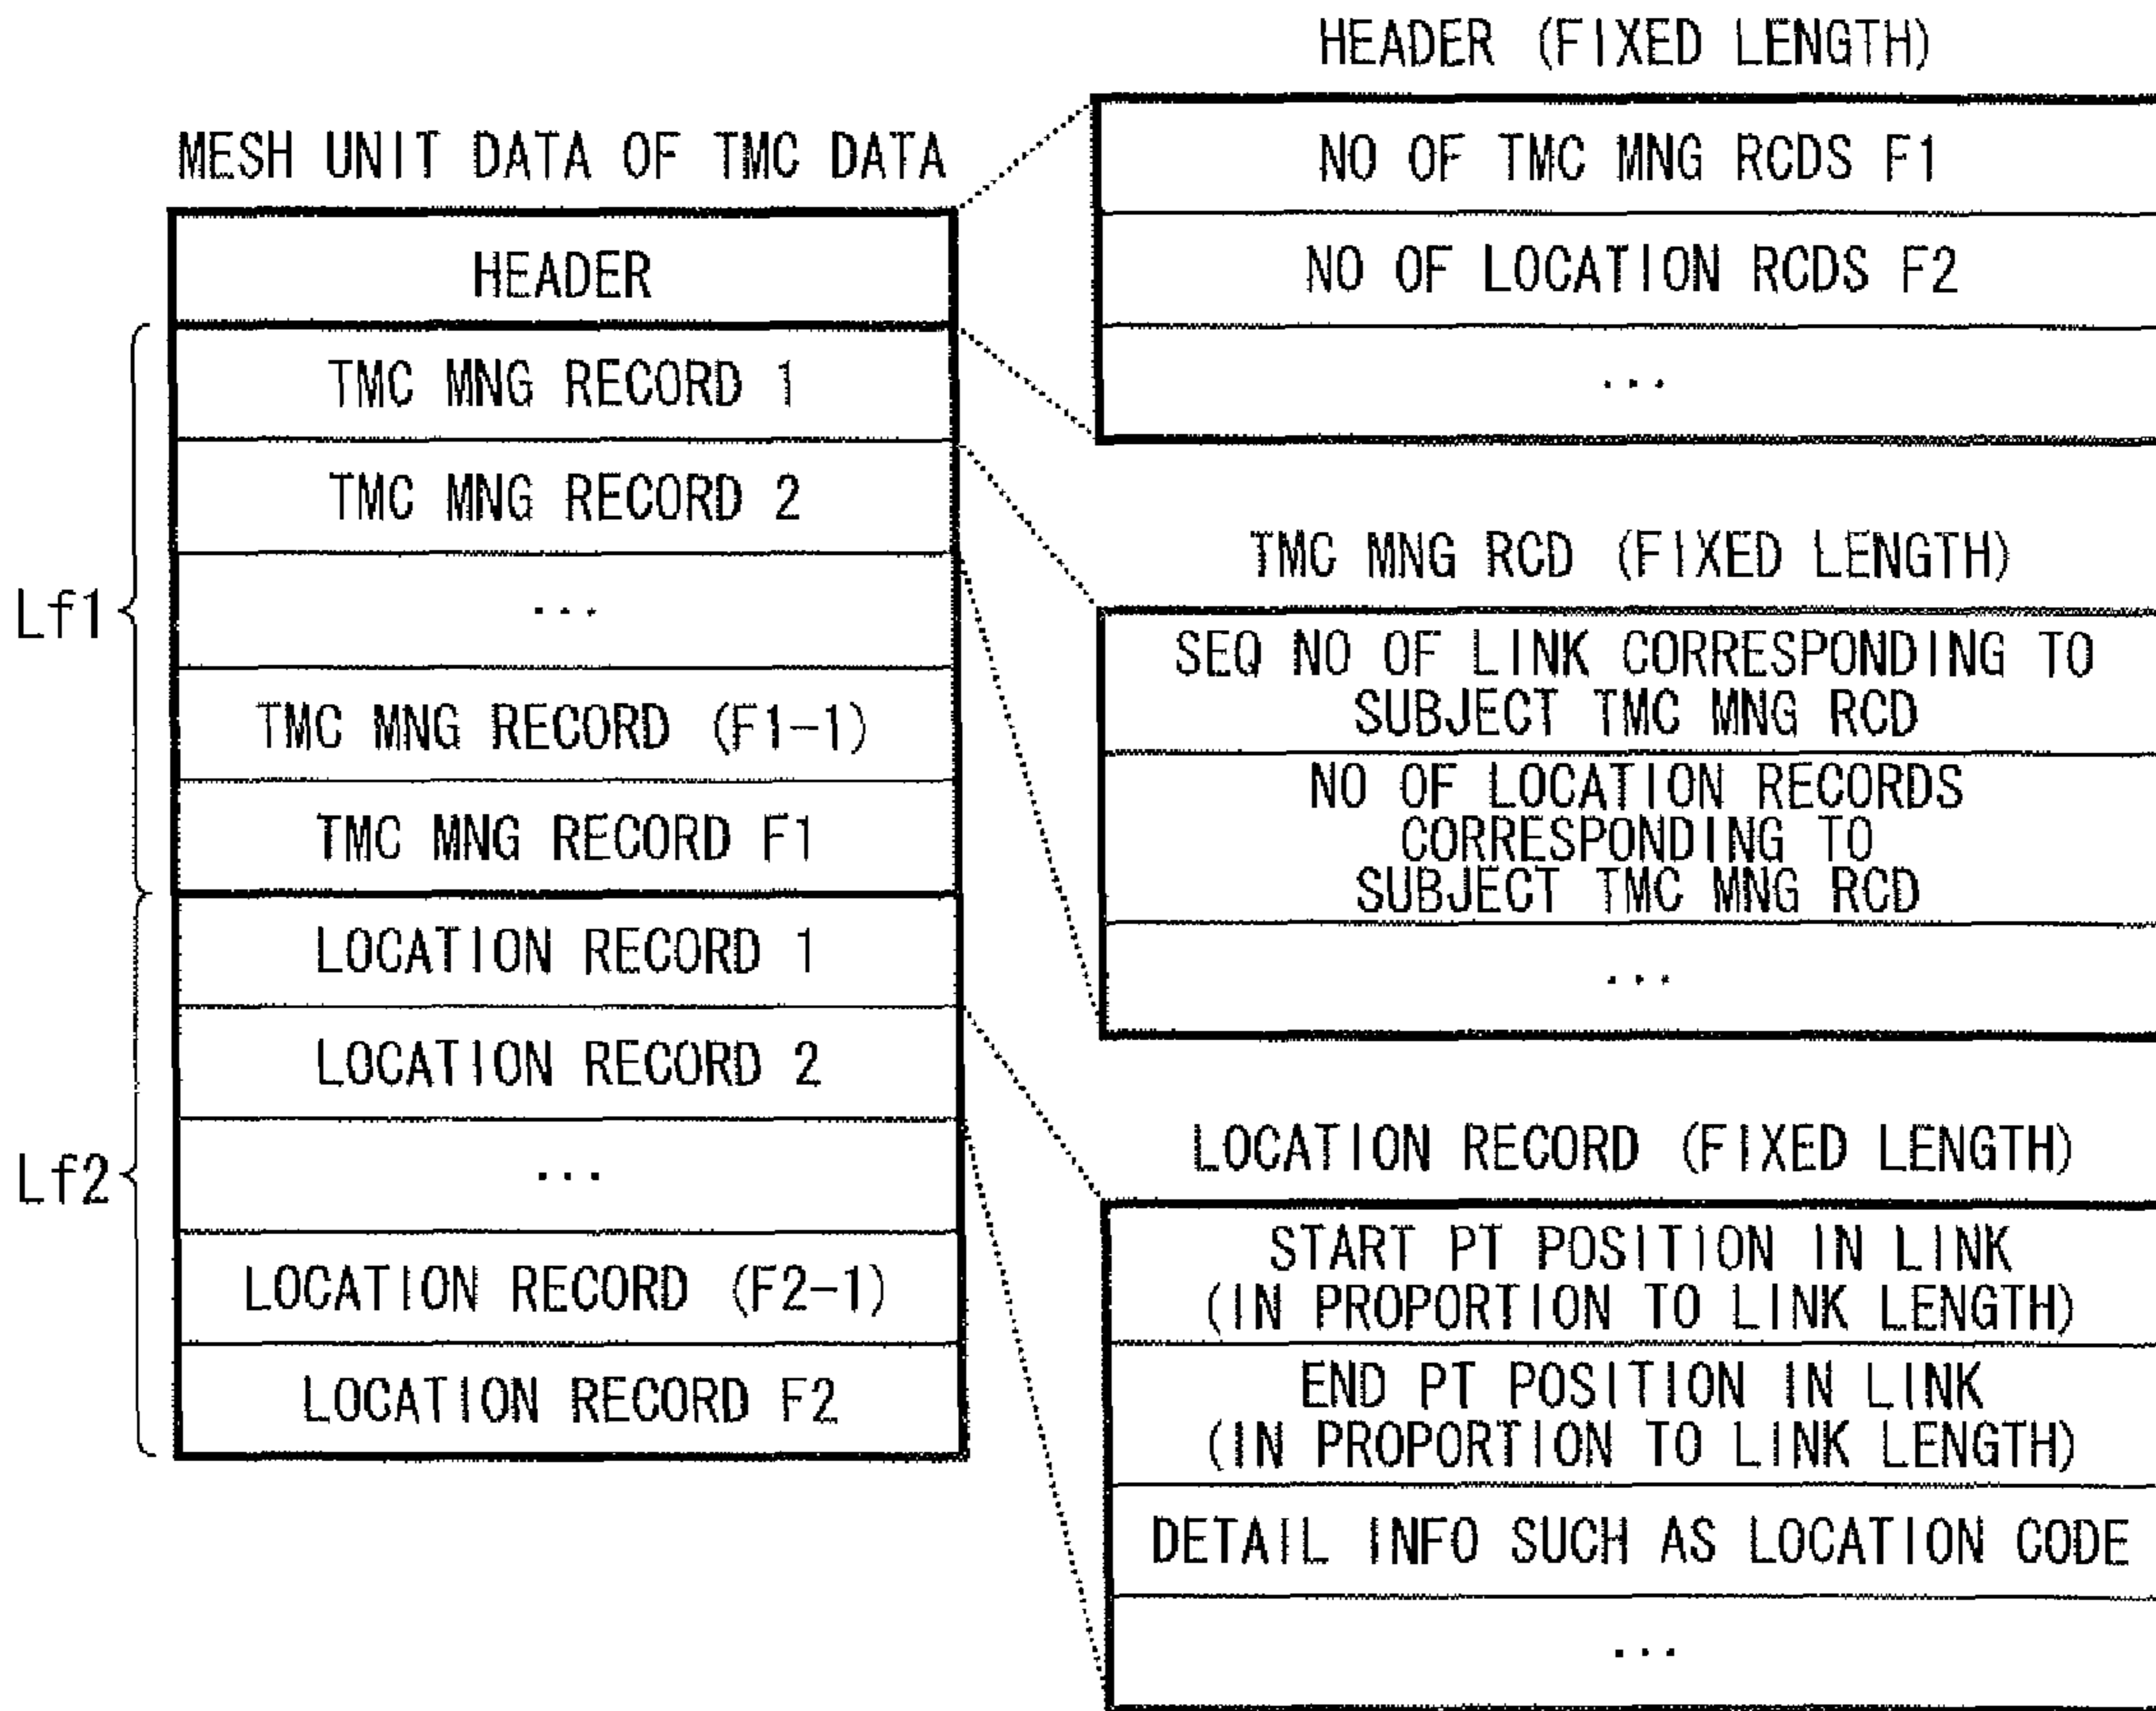 MESH UNIT DATA OF TMC DATA
HEADER
TMC MNG RECORD 1
TMC MNG RECORD 2
...
TMC MNG RECORD (F1-1)
TMC MNG RECORD F1
LOCATION RECORD 1
LOCATION RECORD 2
...
LOCATION RECORD (F2-1)
LOCATION RECORD F2
Lf1
Lf2
HEADER (FIXED LENGTH)
NO OF TMC MNG RCDS F1
NO OF LOCATION RCDS F2
...
TMC MNG RCD (FIXED LENGTH)
SEQ NO OF LINK CORRESPONDING TO
SUBJECT TMC MNG RCD
NO OF LOCATION RECORDS
CORRESPONDING TO
SUBJECT TMC MNG RCD
...
LOCATION RECORD (FIXED LENGTH)
START PT POSITION IN LINK
(IN PROPORTION TO LINK LENGTH)
END PT POSITION IN LINK
(IN PROPORTION TO LINK LENGTH)
DETAIL INFO SUCH AS LOCATION CODE
...